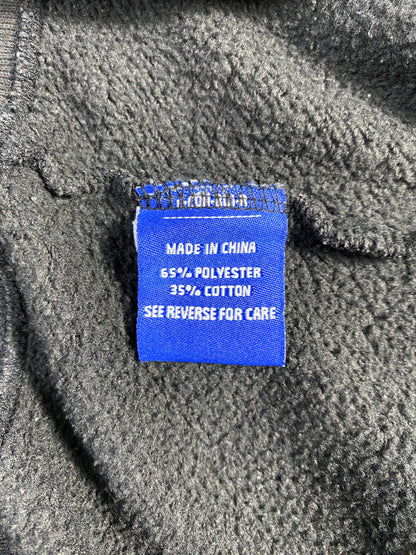 MADE IN CHINA
65% POLYESTER
35% COTTON
SEE REVERSE FOR CARE